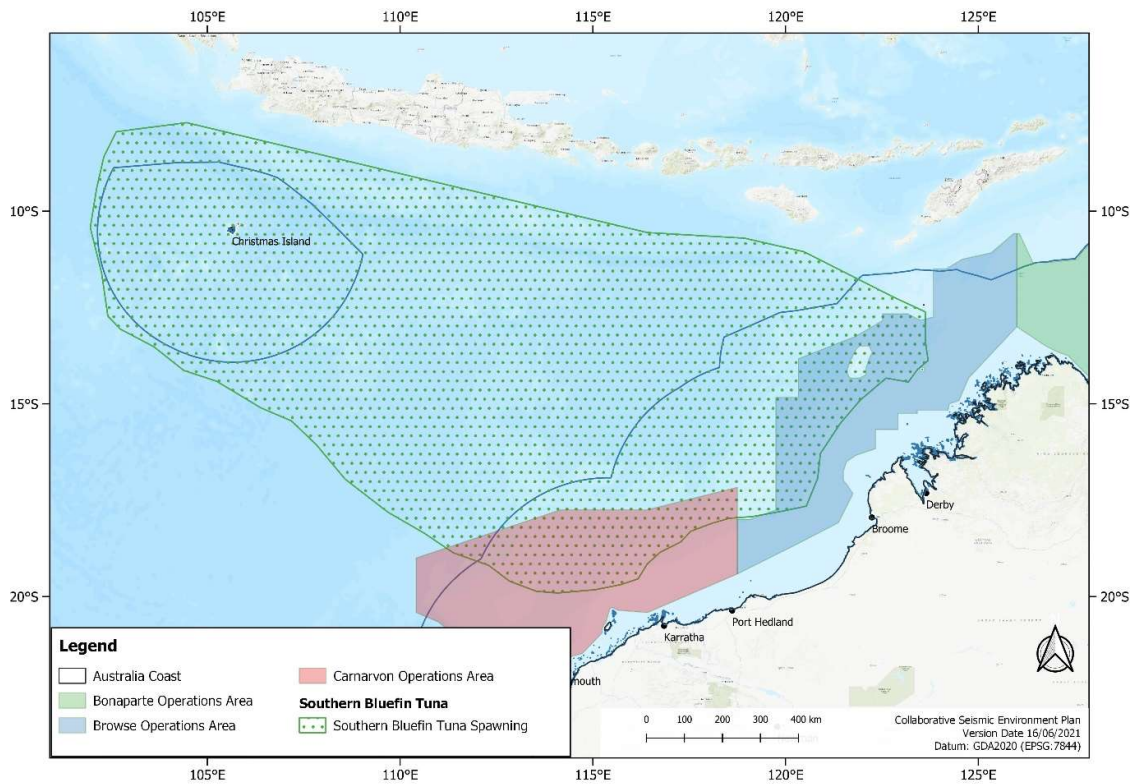 105°E 110°E 115°E 120°E 125°E
10°S 10°S
Christmas Island
15°S 15°S
Derby
Broome
20°S 20°S
Port Hedland
Karratha
mouth
Legend
Australia Coast
Bonaparte Operations Area
Browse Operations Area
Carnarvon Operations Area
Southern Bluefin Tuna
Southern Bluefin Tuna Spawning
0 100 200 300 400 km
Collaborative Seismic Environment Plan
Version Date 16/06/2021
Datum: GDA2020 (EPSG:7844)
105°E 110°E 115°E 120°E 125°E